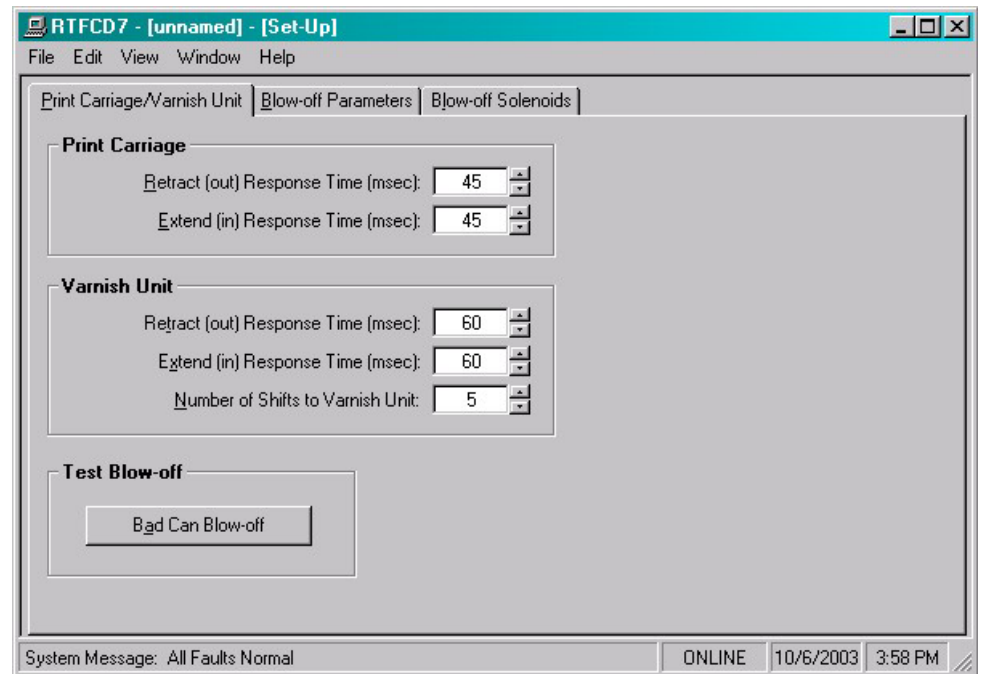 RTFCD7 - [unnamed] - [Set-Up]
File Edit View Window Help
Print Carriage/Varnish Unit Blow-off Parameters Blow-off Solenoids
Print Carriage
Retract (out) Response Time (msec): 45
Extend (in) Response Time (msec): 45
Varnish Unit
Retract (out) Response Time (msec): 60
Extend (in) Response Time (msec): 60
Number of Shifts to Varnish Unit: 5
Test Blow-off
Bad Can Blow-off
System Message: All Faults Normal ONLINE 10/6/2003 3:58 PM